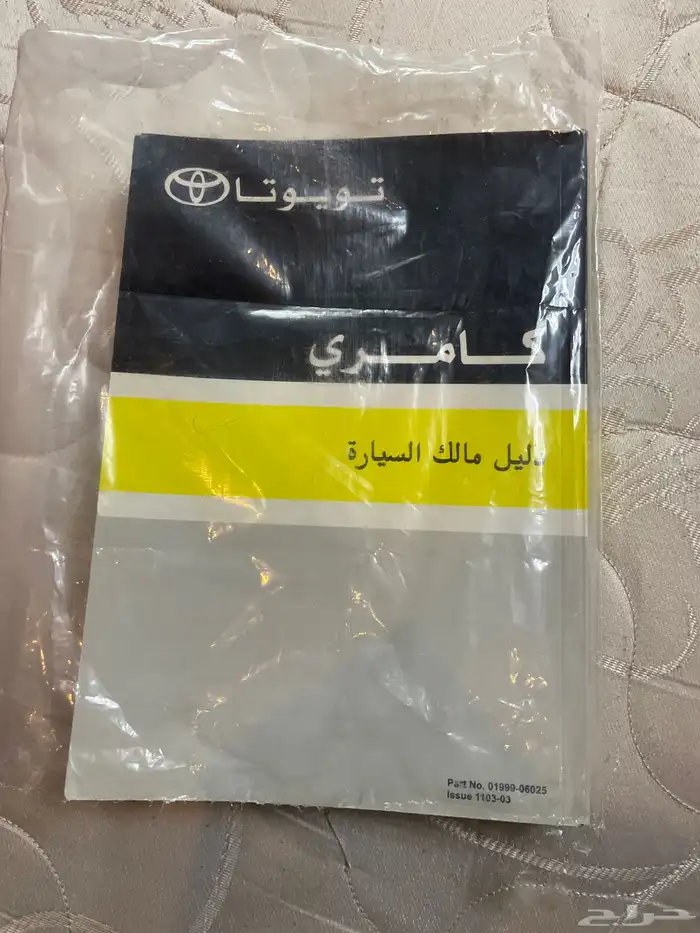 تويوتا
كامري
دليل مالك السيارة
Part No. 01999-06025
Issue 1103-03
حراج